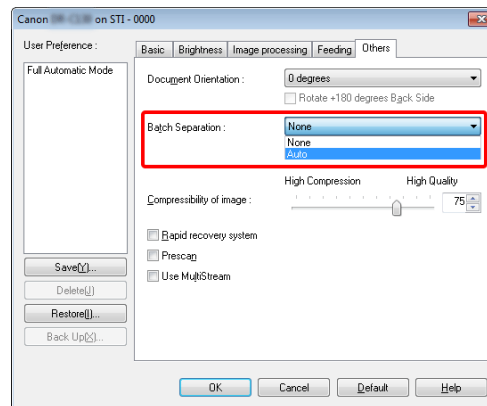 Canon on STI - 0000
User Preference :
Full Automatic Mode
Save(Y)...
Delete(J)
Restore(I)...
Back Up(X)...
Basic Brightness Image processing Feeding Others
Document Orientation : 0 degrees
Rotate +180 degrees Back Side
Batch Separation : None
None
Auto
High Compression High Quality
Compressibility of image : 75
Rapid recovery system
Prescan
Use MultiStream
OK Cancel Default Help